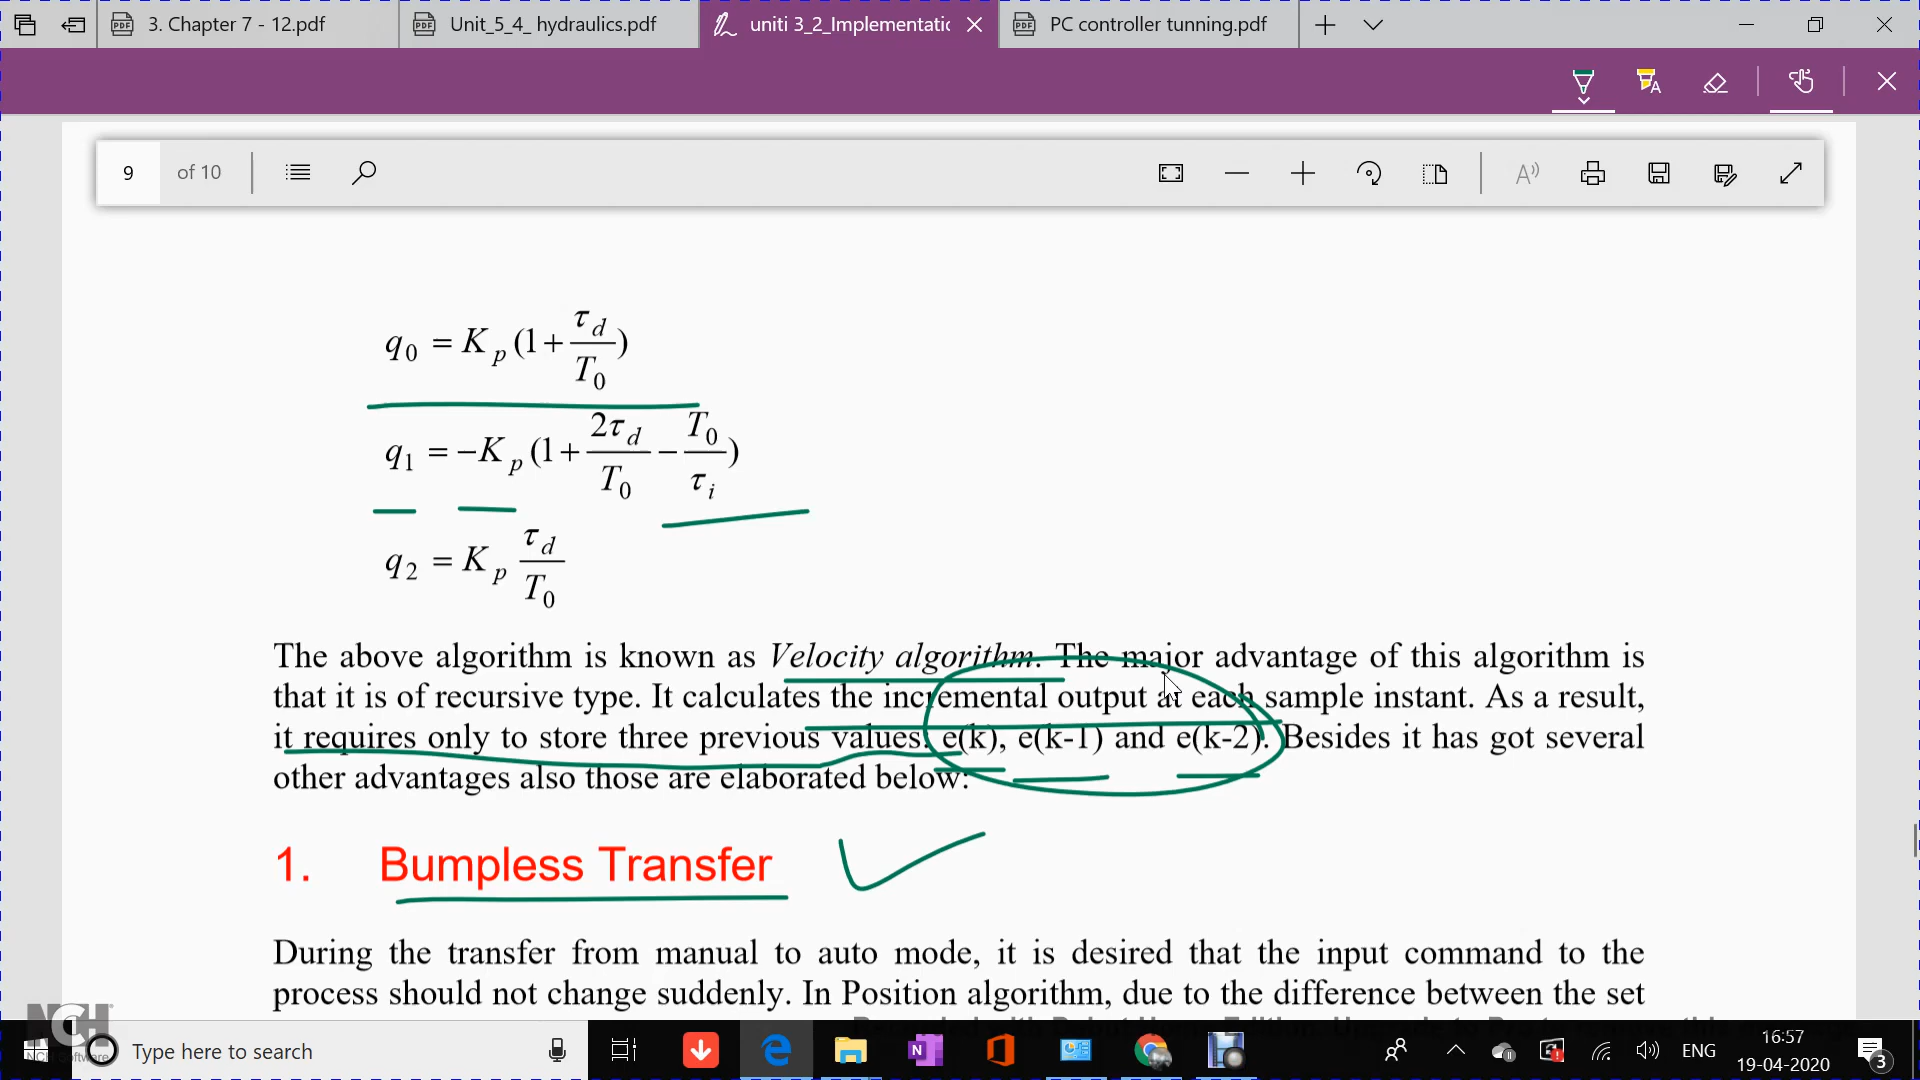 3. Chapter 7 - 12.pdf
Unit_5_4_ hydraulics.pdf
uniti 3_2_Implementatic
PC controller tunning.pdf
9 of 10
q0 = Kp (1 + τd / T0)
q1 = −Kp (1 + 2τd / T0 − T0 / τi)
q2 = Kp τd / T0
The above algorithm is known as Velocity algorithm. The major advantage of this algorithm is
that it is of recursive type. It calculates the incremental output at each sample instant. As a result,
it requires only to store three previous values: e(k), e(k-1) and e(k-2). Besides it has got several
other advantages also those are elaborated below:
1. Bumpless Transfer
During the transfer from manual to auto mode, it is desired that the input command to the
process should not change suddenly. In Position algorithm, due to the difference between the set
NCH
NCH Software
Type here to search
ENG
16:57
19-04-2020
3